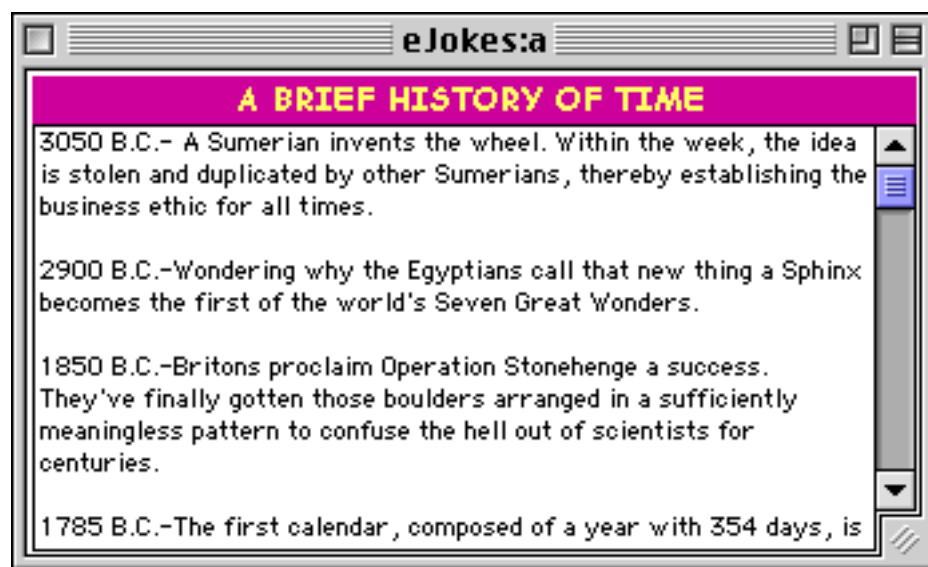 eJokes:a
A BRIEF HISTORY OF TIME
3050 B.C.- A Sumerian invents the wheel. Within the week, the idea
is stolen and duplicated by other Sumerians, thereby establishing the
business ethic for all times.
2900 B.C.-Wondering why the Egyptians call that new thing a Sphinx
becomes the first of the world's Seven Great Wonders.
1850 B.C.-Britons proclaim Operation Stonehenge a success.
They've finally gotten those boulders arranged in a sufficiently
meaningless pattern to confuse the hell out of scientists for
centuries.
1785 B.C.-The first calendar, composed of a year with 354 days, is